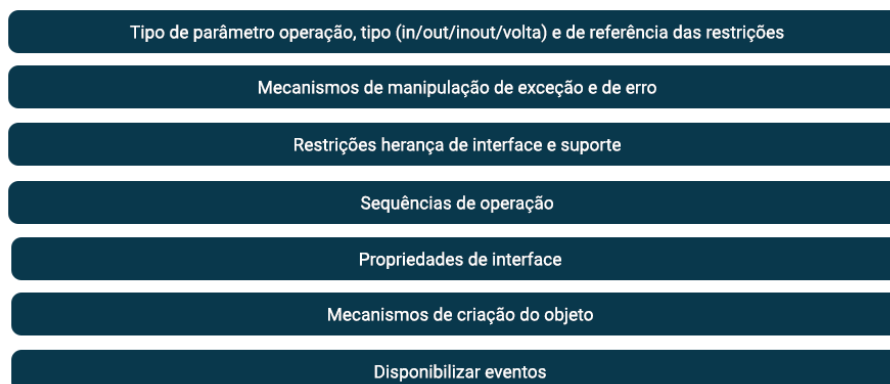 Tipo de parâmetro operação, tipo (in/out/inout/volta) e de referência das restrições
Mecanismos de manipulação de exceção e de erro
Restrições herança de interface e suporte
Sequências de operação
Propriedades de interface
Mecanismos de criação do objeto
Disponibilizar eventos